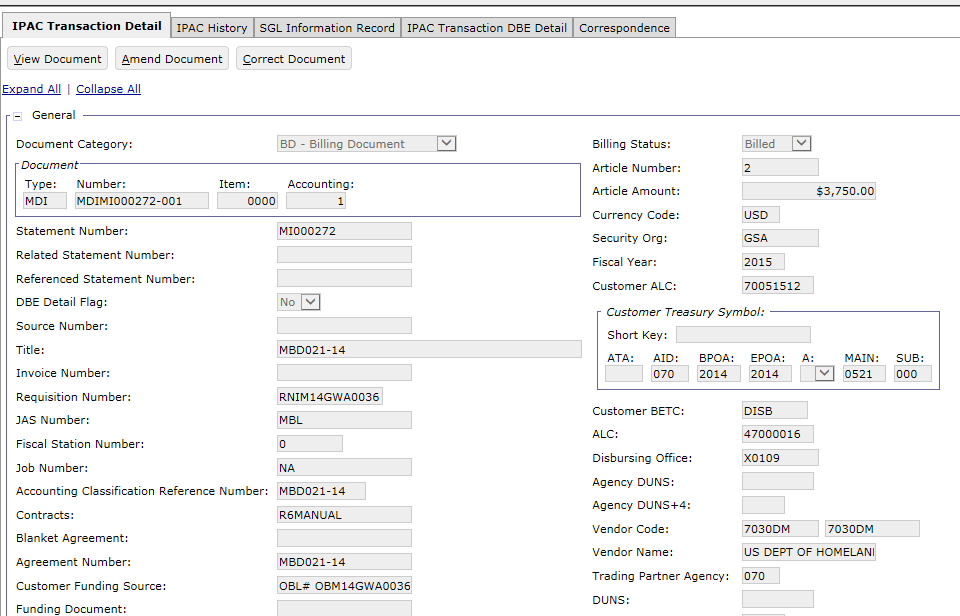 IPAC Transaction Detail IPAC History SGL Information Record IPAC Transaction DBE Detail Correspondence
View Document Amend Document Correct Document
Expand All | Collapse All
General
Document Category: BD - Billing Document
Document
Type: Number: Item: Accounting:
MDI MDIMI000272-001 0000 1
Statement Number: MI000272
Related Statement Number:
Referenced Statement Number:
DBE Detail Flag: No
Source Number:
Title: MBD021-14
Invoice Number:
Requisition Number: RNIM14GWA0036
JAS Number: MBL
Fiscal Station Number: 0
Job Number: NA
Accounting Classification Reference Number: MBD021-14
Contracts: R6MANUAL
Blanket Agreement:
Agreement Number: MBD021-14
Customer Funding Source: OBL# OBM14GWA0036
Funding Document:
Billing Status: Billed
Article Number: 2
Article Amount: $3,750.00
Currency Code: USD
Security Org: GSA
Fiscal Year: 2015
Customer ALC: 70051512
Customer Treasury Symbol:
Short Key:
ATA: AID: BPOA: EPOA: A: MAIN: SUB:
070 2014 2014 0521 000
Customer BETC: DISB
ALC: 47000016
Disbursing Office: X0109
Agency DUNS:
Agency DUNS+4:
Vendor Code: 7030DM 7030DM
Vendor Name: US DEPT OF HOMELAN
Trading Partner Agency: 070
DUNS: